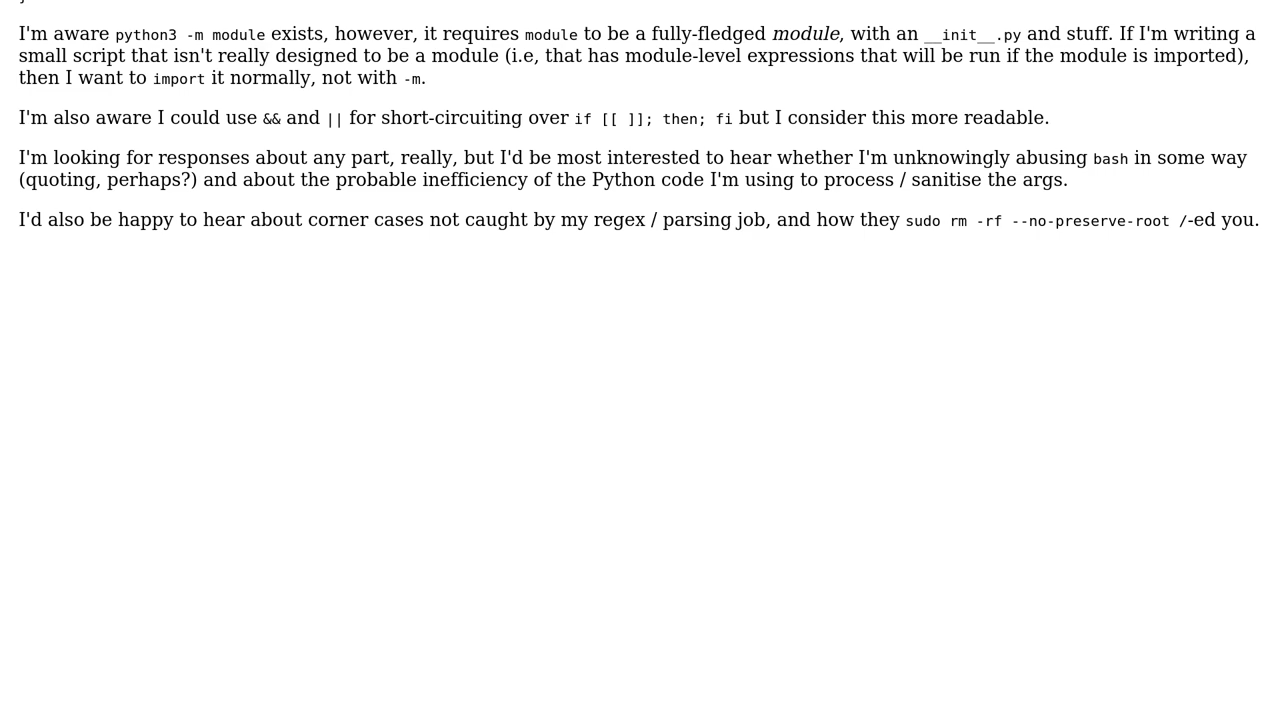 I'm aware python3 -m module exists, however, it requires module to be a fully-fledged module, with an __init__.py and stuff. If I'm writing a
small script that isn't really designed to be a module (i.e, that has module-level expressions that will be run if the module is imported),
then I want to import it normally, not with -m.
I'm also aware I could use && and || for short-circuiting over if [[ ]]; then; fi but I consider this more readable.
I'm looking for responses about any part, really, but I'd be most interested to hear whether I'm unknowingly abusing bash in some way
(quoting, perhaps?) and about the probable inefficiency of the Python code I'm using to process / sanitise the args.
I'd also be happy to hear about corner cases not caught by my regex / parsing job, and how they sudo rm -rf --no-preserve-root /-ed you.